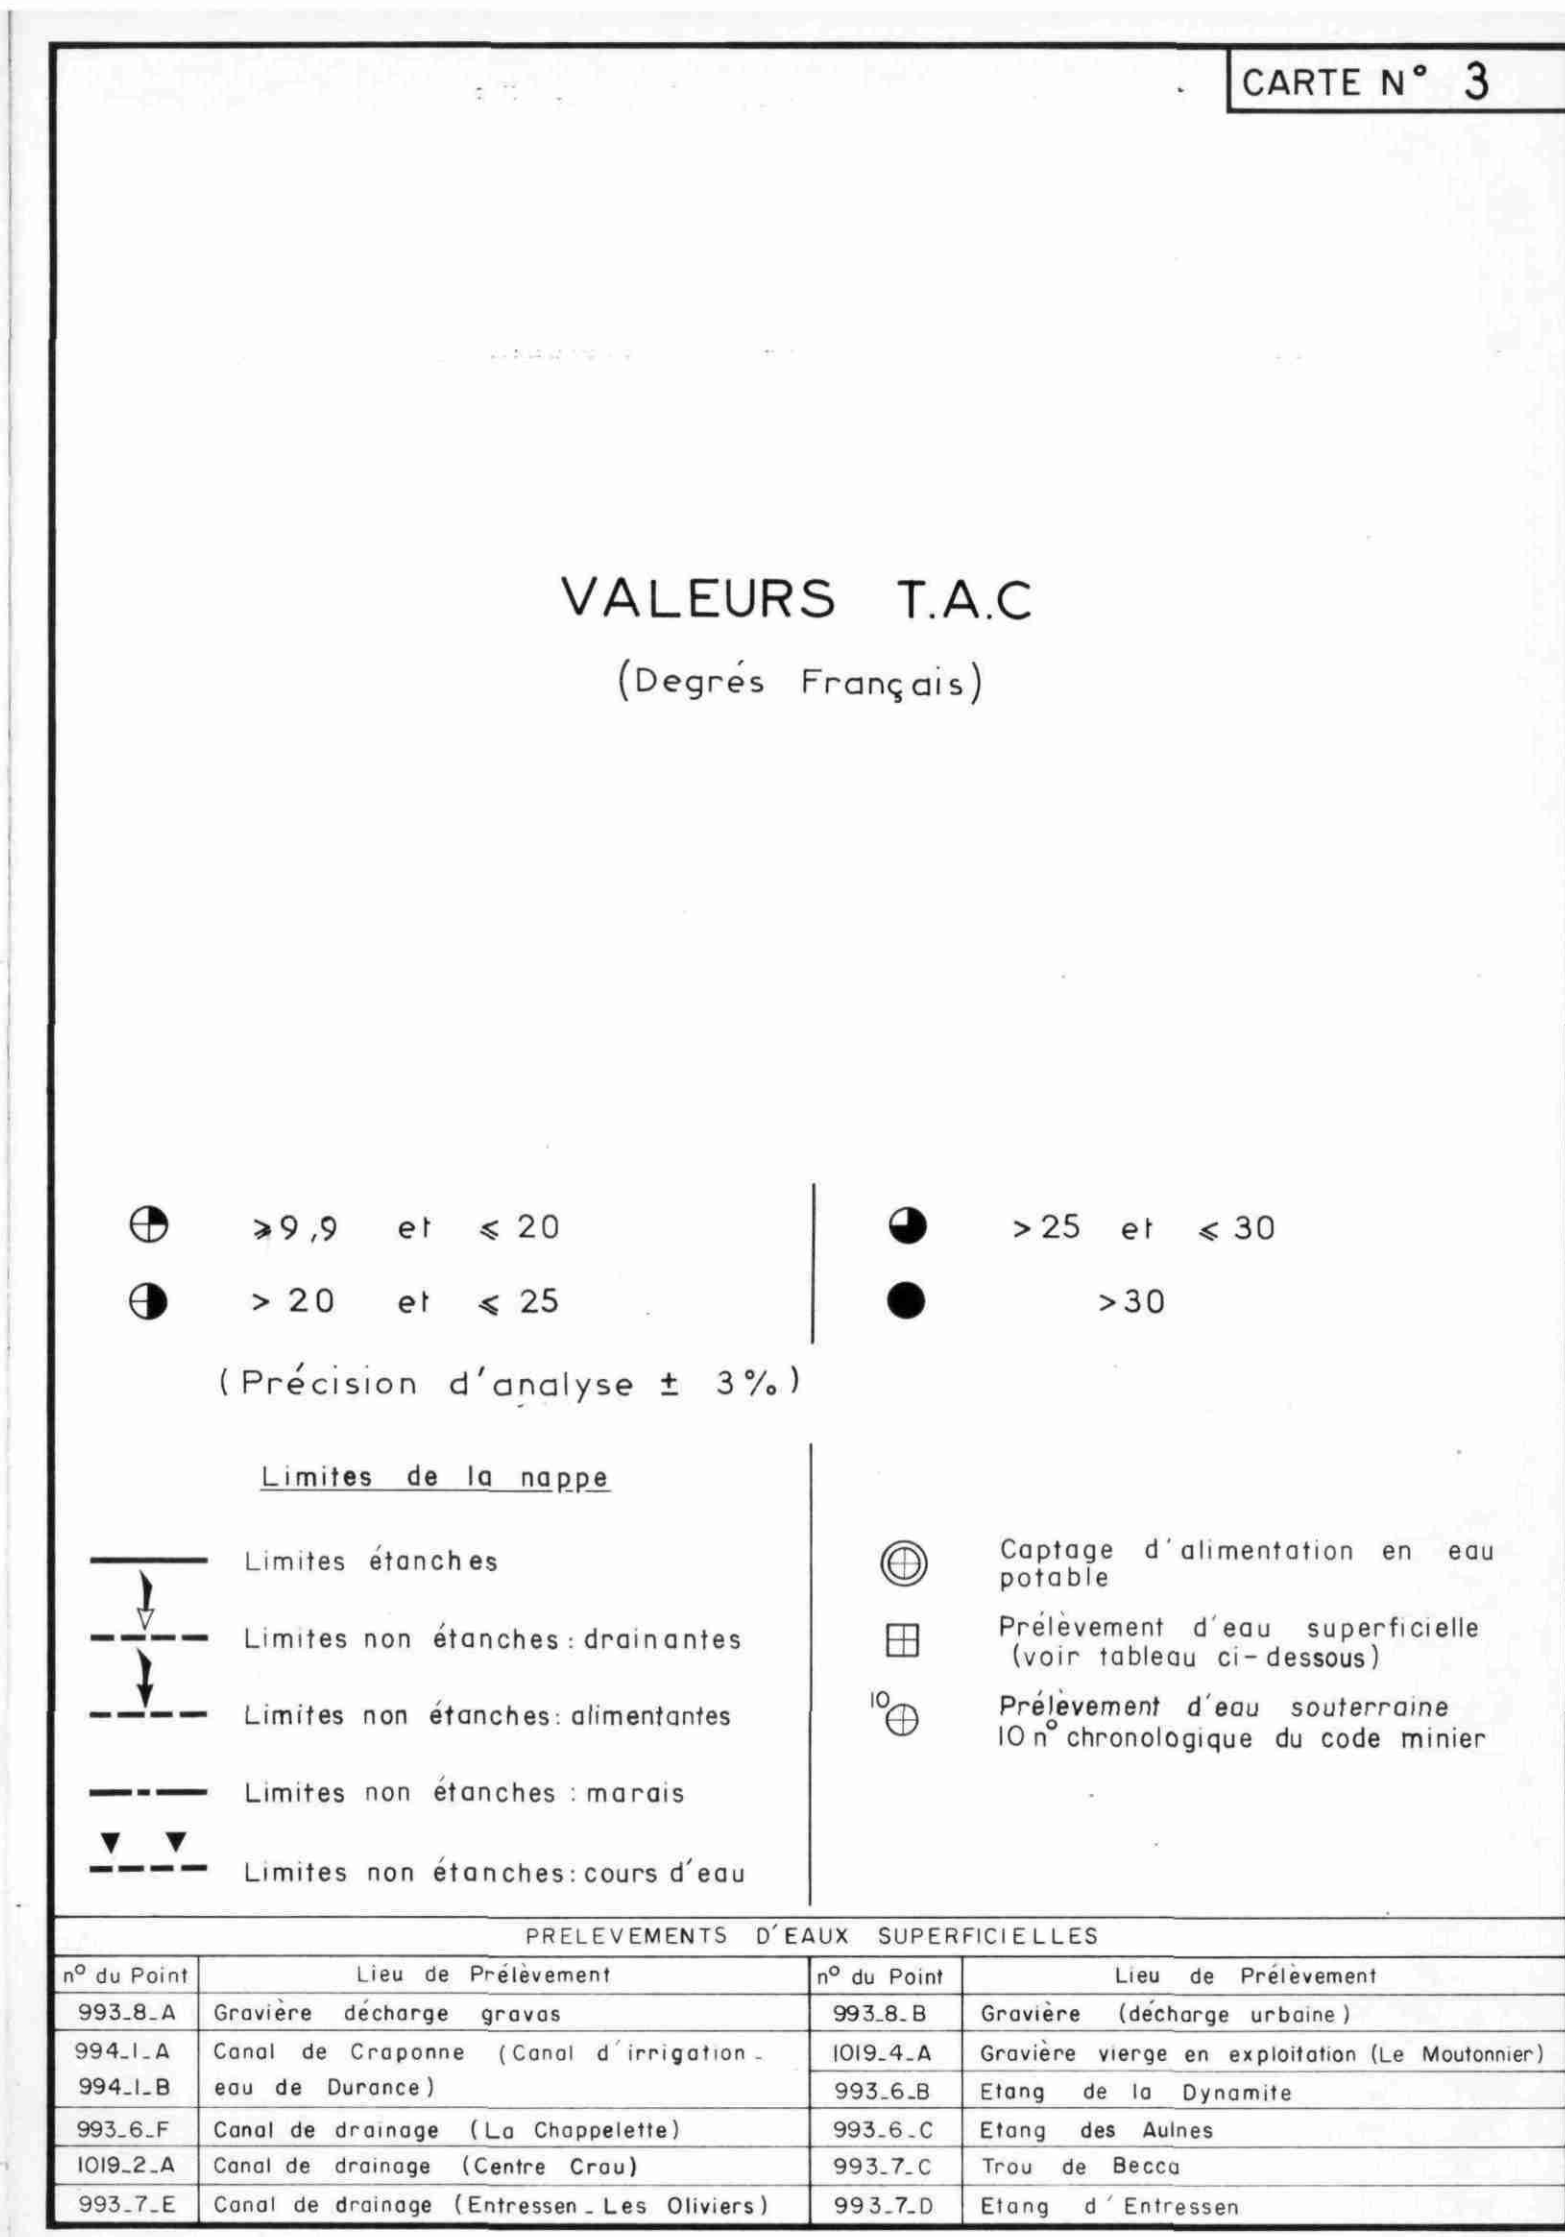 CARTE N° 3
VALEURS T.A.C
(Degrés Français)
⩾9,9 et ⩽ 20
>25 et ⩽ 30
> 20 et ⩽ 25
>30
(Précision d'analyse ± 3%)
Limites de la nappe
Limites étanches
Limites non étanches : drainantes
Limites non étanches: alimentantes
Limites non étanches : marais
Limites non étanches: cours d'eau
Captage d'alimentation en eau
potable
Prélèvement d'eau superficielle
(voir tableau ci-dessous)
10
Prélèvement d'eau souterraine
10 n° chronologique du code minier
PRELEVEMENTS D'EAUX SUPERFICIELLES
n° du Point Lieu de Prélèvement n° du Point Lieu de Prélèvement
993_8_A Gravière décharge gravas 993_8_B Gravière (décharge urbaine)
994_1_A Canal de Craponne (Canal d'irrigation_ 1019_4_A Gravière vierge en exploitation (Le Moutonnier)
994_1_B eau de Durance) 993_6_B Etang de la Dynamite
993_6_F Canal de drainage (La Chappelette) 993_6_C Etang des Aulnes
1019_2_A Canal de drainage (Centre Crau) 993_7_C Trou de Becca
993_7_E Canal de drainage (Entressen_Les Oliviers) 993_7_D Etang d'Entressen